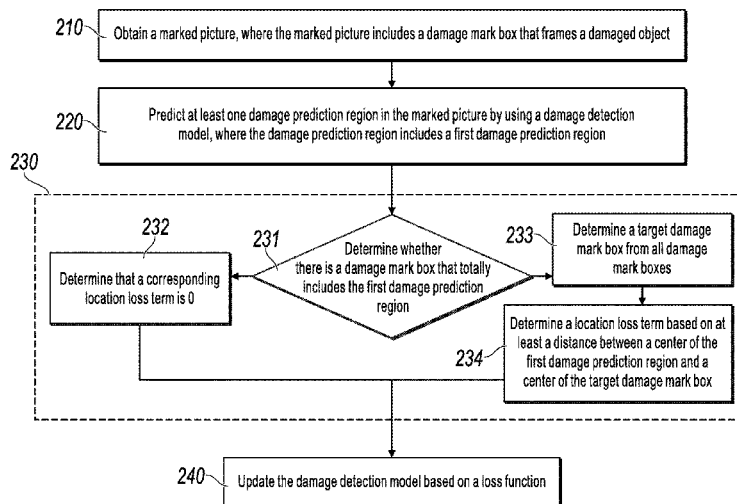 210
Obtain a marked picture, where the marked picture includes a damage mark box that frames a damaged object
220
Predict at least one damage prediction region in the marked picture by using a damage detection
model, where the damage prediction region includes a first damage prediction region
230
231
Determine whether
there is a damage mark box that totally
includes the first damage prediction
region
232
Determine that a corresponding
location loss term is 0
233
Determine a target damage
mark box from all damage
mark boxes
234
Determine a location loss term based on at
least a distance between a center of the
first damage prediction region and a
center of the target damage mark box
240
Update the damage detection model based on a loss function